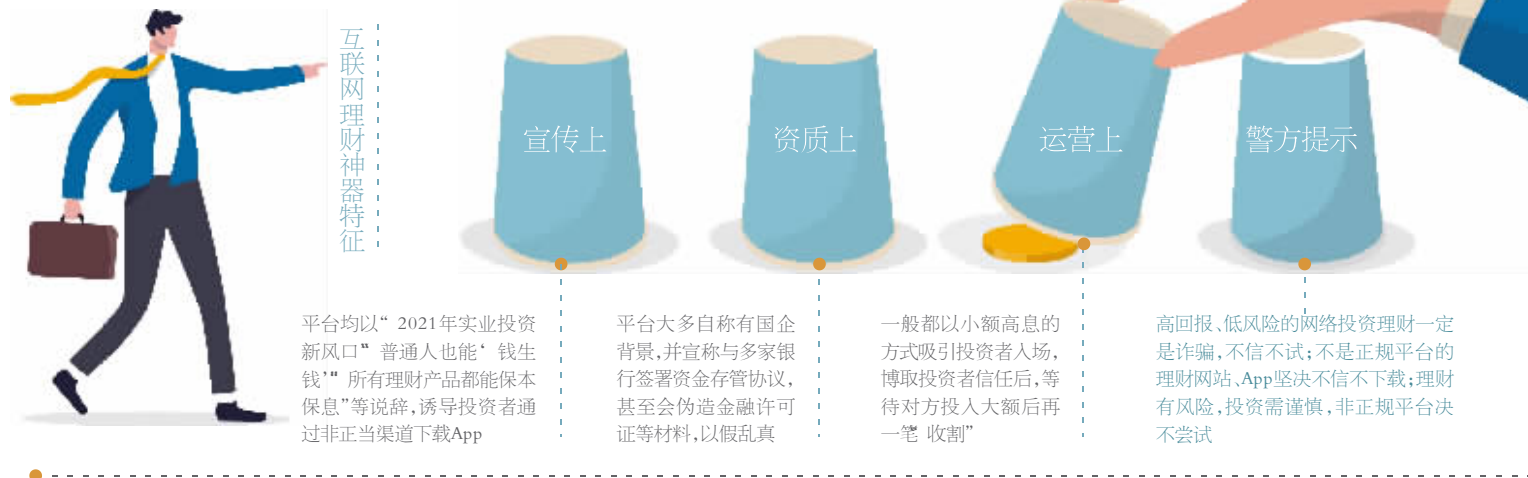 互联网理财神器特征
宣传上
平台均以“ 2021年实业投资
新风口“ 普通人也能‘ 钱生
钱’“ 所有理财产品都能保本
保息”等说辞,诱导投资者通
过非正当渠道下载App
资质上
平台大多自称有国企
背景,并宣称与多家银
行签署资金存管协议,
甚至会伪造金融许可
证等材料,以假乱真
运营上
一般都以小额高息的
方式吸引投资者入场,
博取投资者信任后,等
待对方投入大额后再
一笔“ 收割”
警方提示
高回报、低风险的网络投资理财一定
是诈骗,不信不试;不是正规平台的
理财网站、App坚决不信不下载;理财
有风险,投资需谨慎,非正规平台决
不尝试